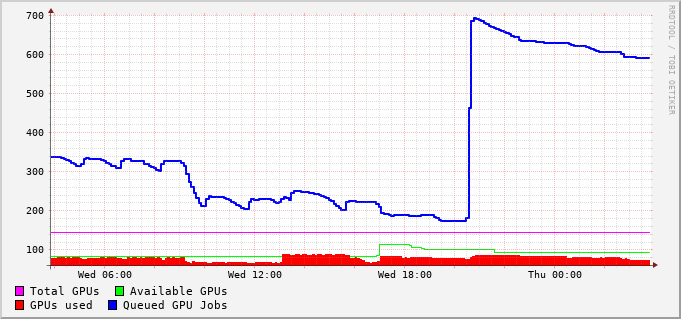 700
600
500
400
300
200
100
Wed 06:00 Wed 12:00 Wed 18:00 Thu 00:00
Total GPUs Available GPUs
GPUs used Queued GPU Jobs
RRDTOOL / TOBI OETIKER